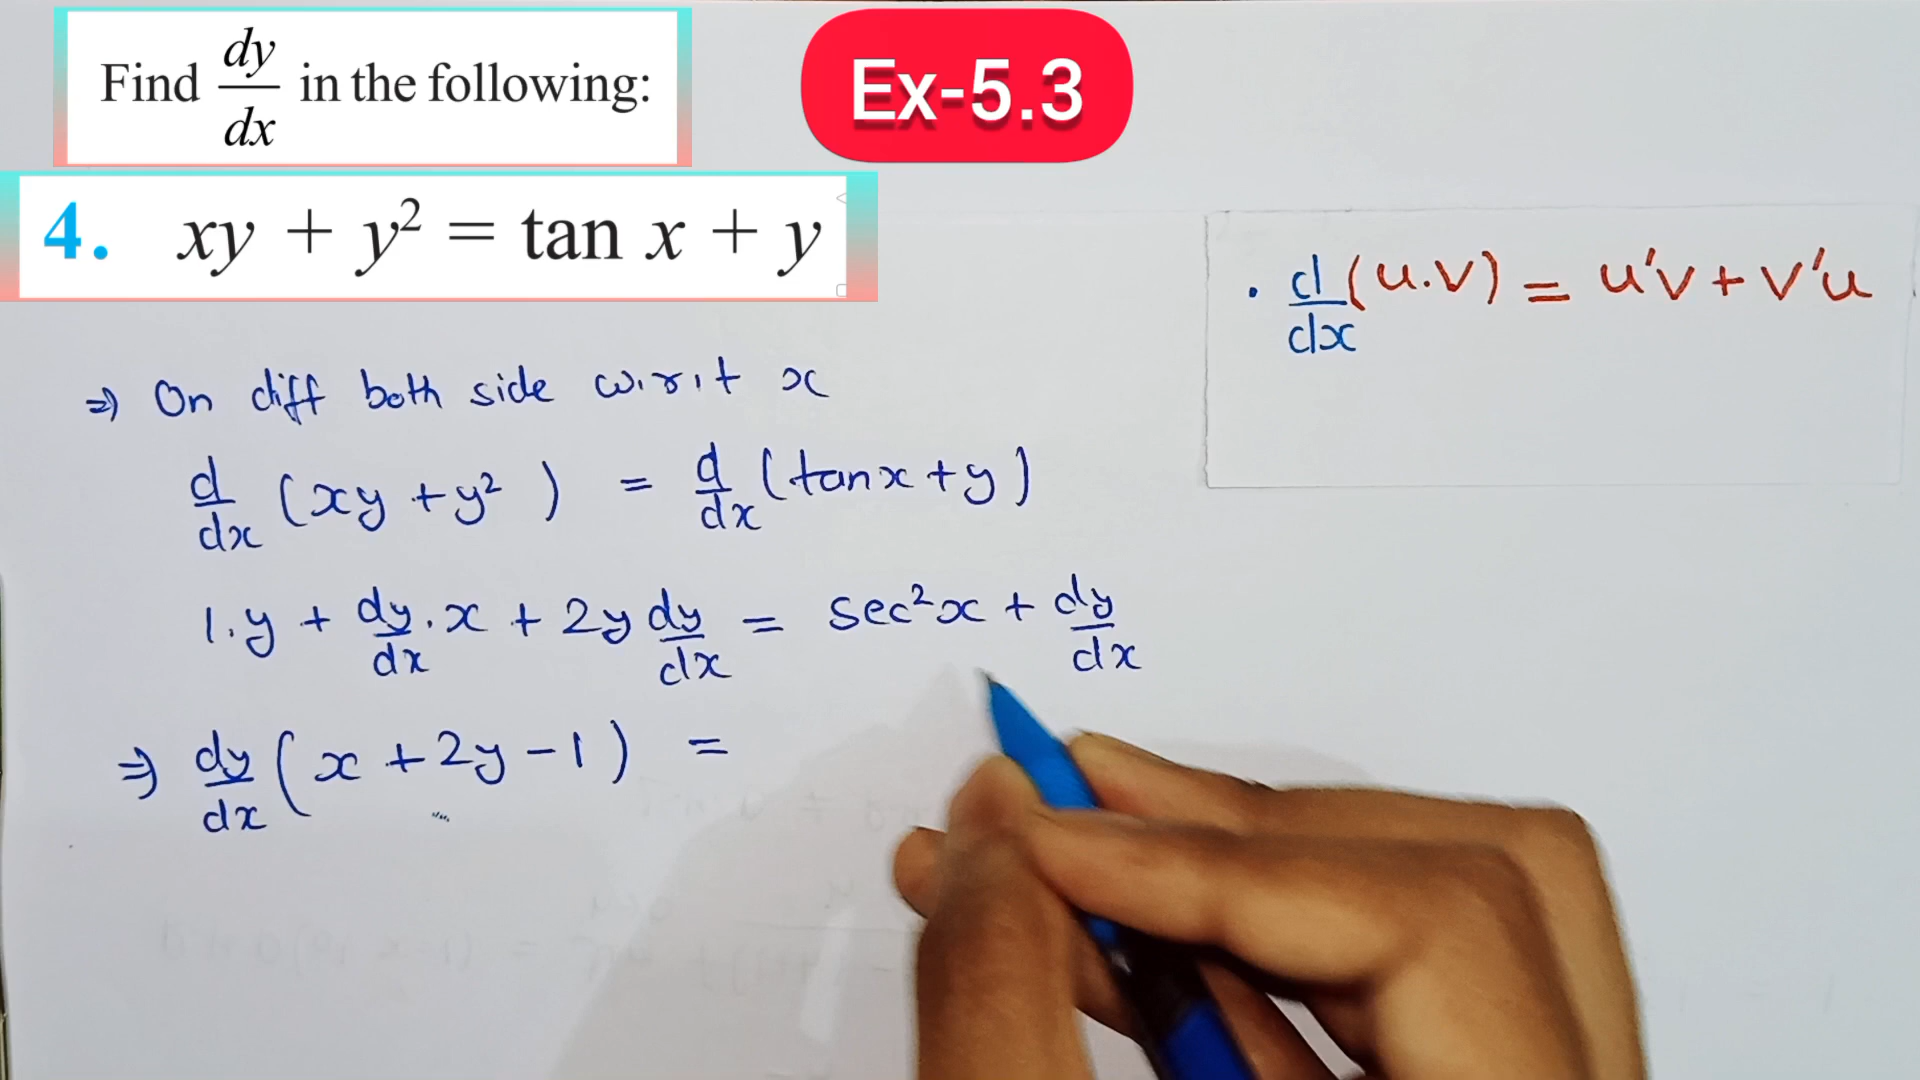 Find dy/dx in the following:
Ex-5.3
4. xy + y² = tan x + y
· d/dx (u.v) = u'v + v'u
⇒ On diff both side w.r.t x
d/dx (xy + y²) = d/dx (tanx + y)
1.y + dy/dx . x + 2y dy/dx = sec²x + dy/dx
⇒ dy/dx (x + 2y - 1) =